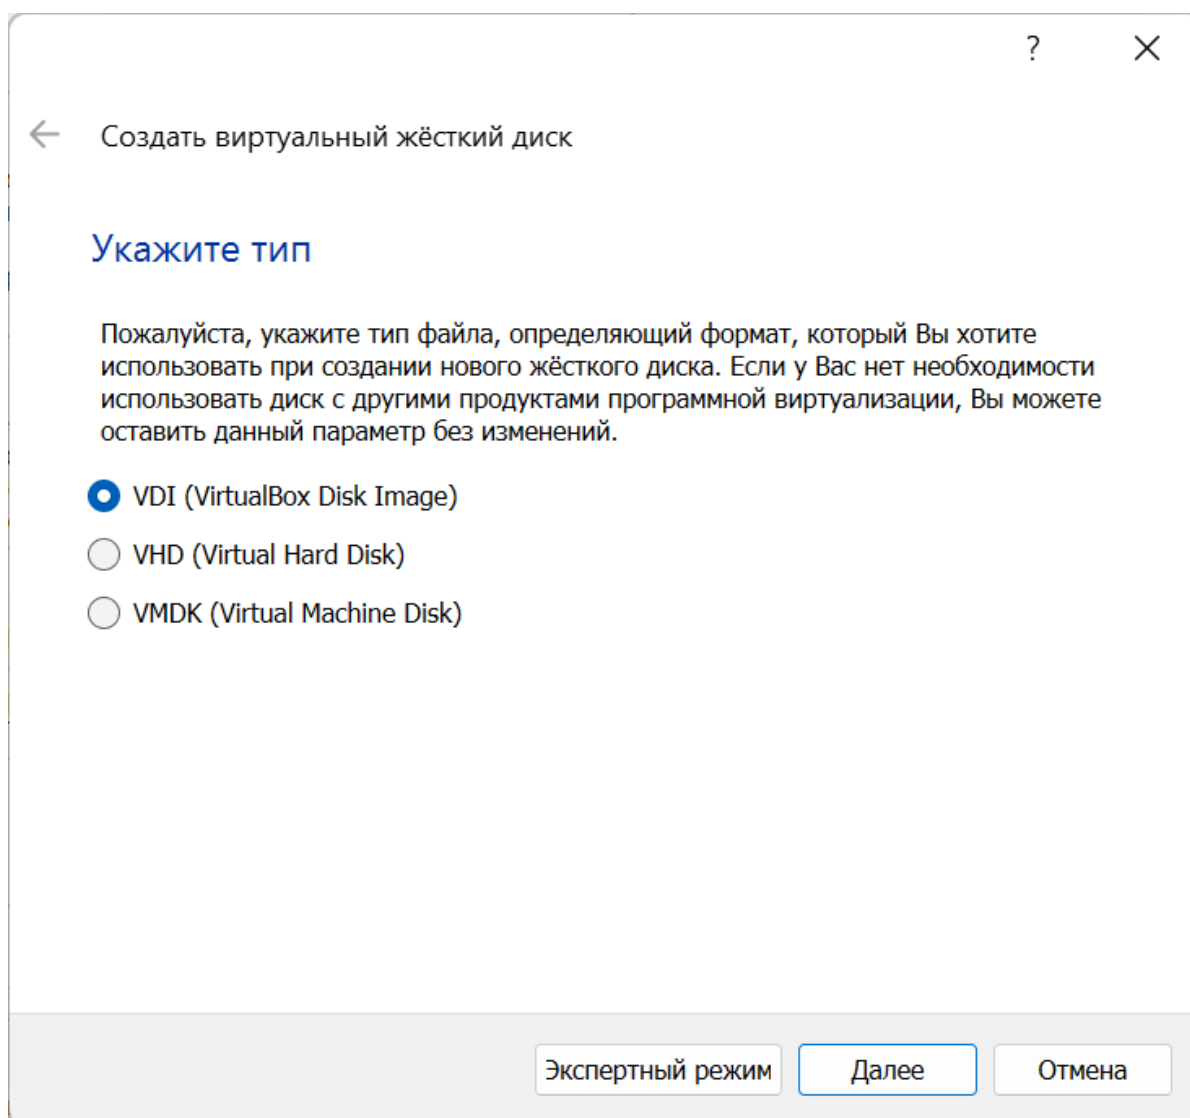 ?
Создать виртуальный жёсткий диск
Укажите тип
Пожалуйста, укажите тип файла, определяющий формат, который Вы хотите
использовать при создании нового жёсткого диска. Если у Вас нет необходимости
использовать диск с другими продуктами программной виртуализации, Вы можете
оставить данный параметр без изменений.
VDI (VirtualBox Disk Image)
VHD (Virtual Hard Disk)
VMDK (Virtual Machine Disk)
Экспертный режим Далее Отмена